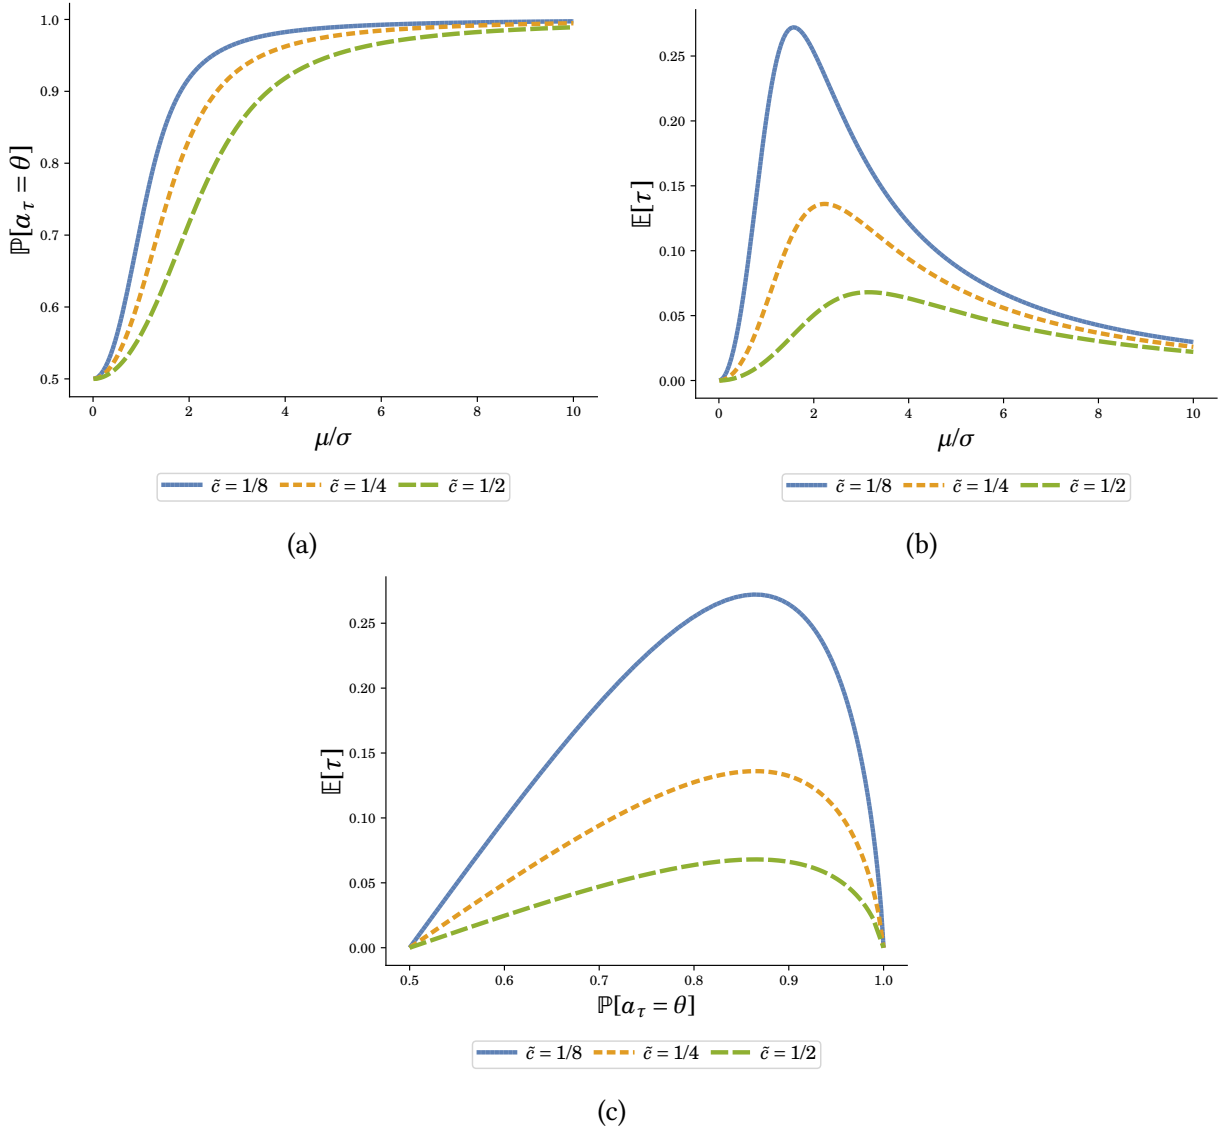 1.0
0.9
0.8
0.7
0.6
0.5
ℙ[a_τ = θ]
0 2 4 6 8 10
μ/σ
c̃ = 1/8 c̃ = 1/4 c̃ = 1/2
(a)
0.25
0.20
0.15
0.10
0.05
0.00
𝔼[τ]
0 2 4 6 8 10
μ/σ
c̃ = 1/8 c̃ = 1/4 c̃ = 1/2
(b)
0.25
0.20
0.15
0.10
0.05
0.00
𝔼[τ]
0.5 0.6 0.7 0.8 0.9 1.0
ℙ[a_τ = θ]
c̃ = 1/8 c̃ = 1/4 c̃ = 1/2
(c)